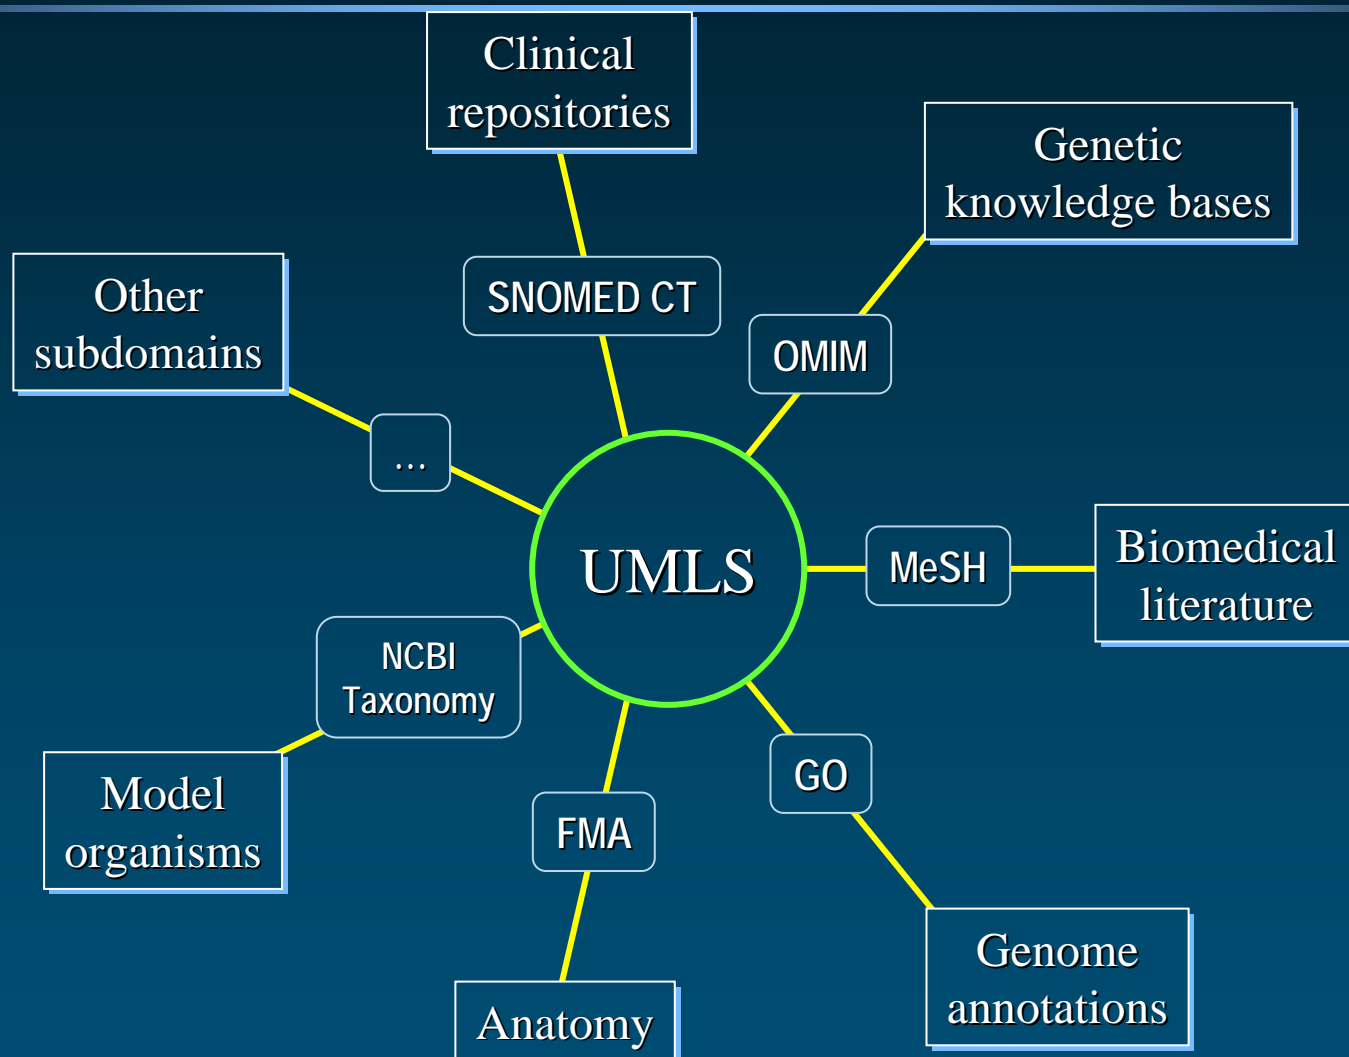 Clinical
repositories
Genetic
knowledge bases
Other
subdomains
SNOMED CT
OMIM
...
UMLS
MeSH
Biomedical
literature
NCBI
Taxonomy
GO
Model
organisms
FMA
Genome
annotations
Anatomy